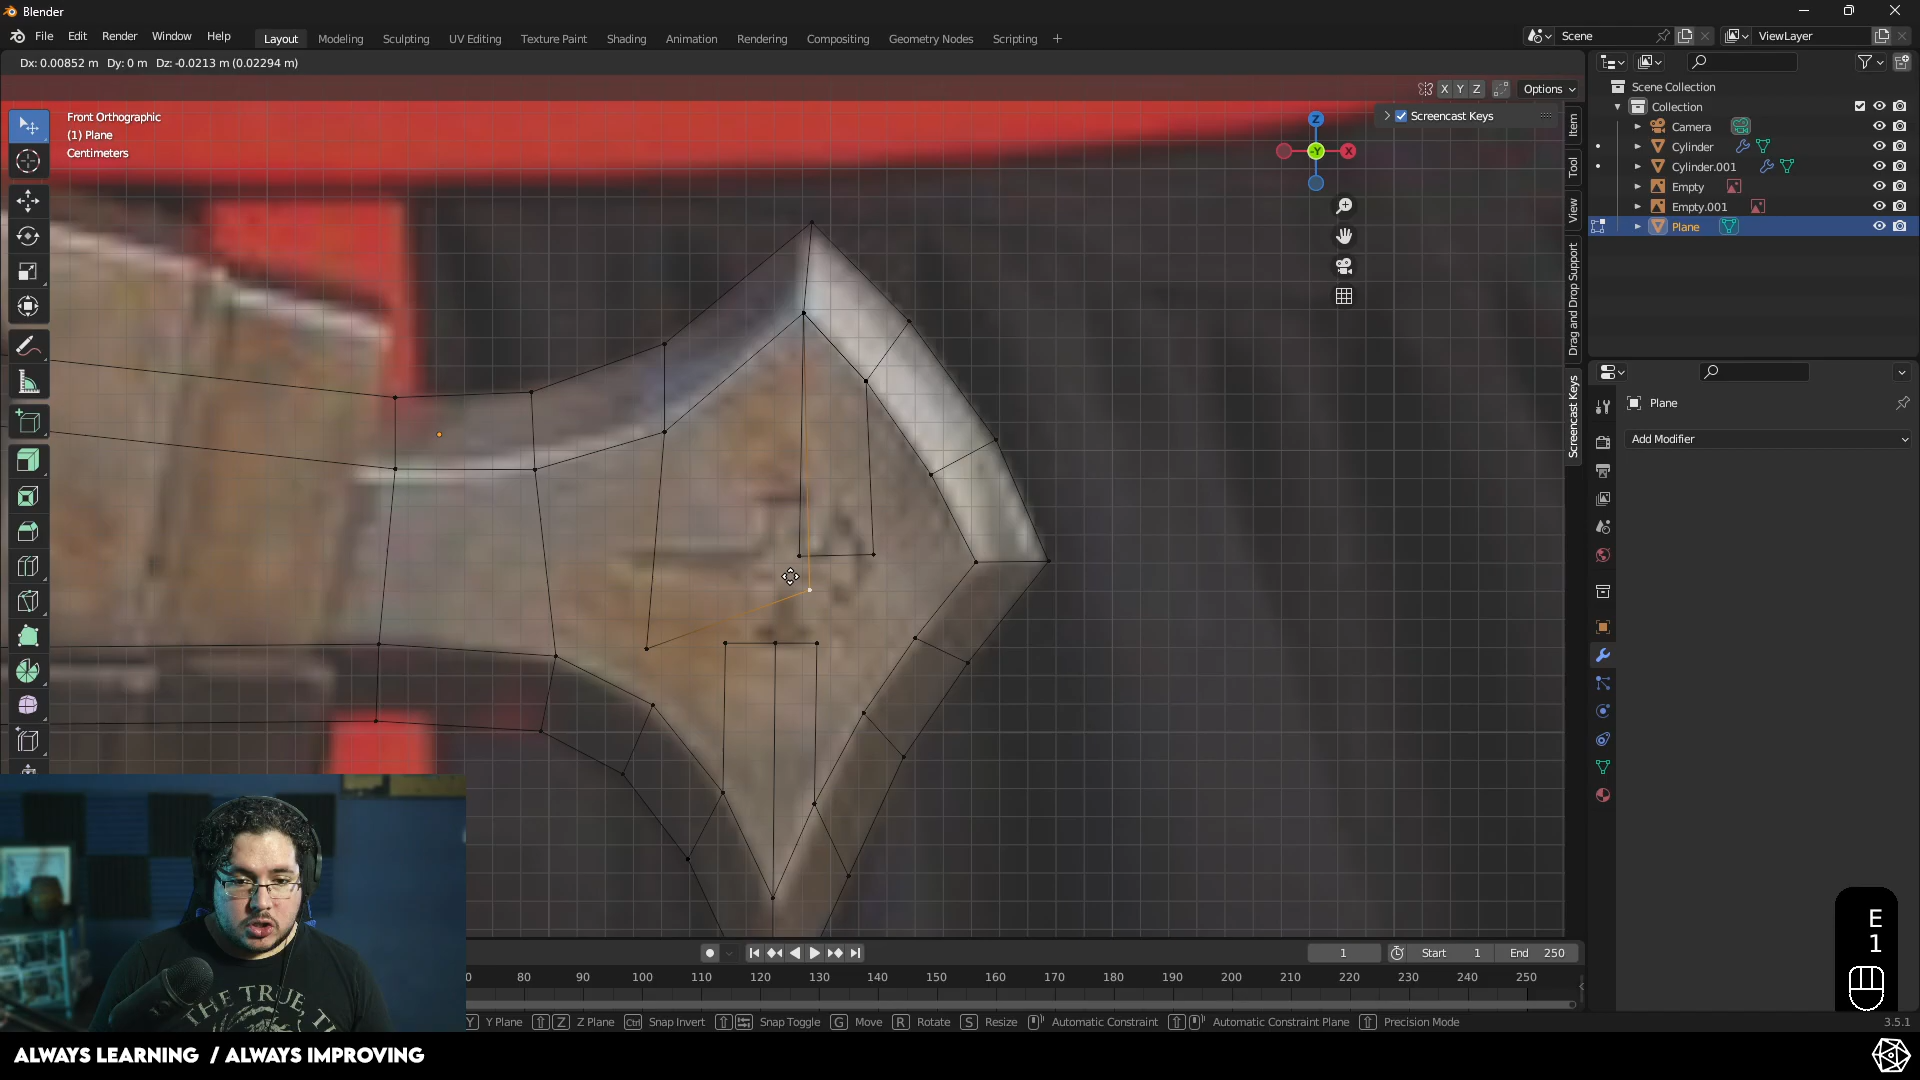 Blender
File Edit Render Window Help
Layout Modeling Sculpting UV Editing Texture Paint Shading Animation Rendering Compositing Geometry Nodes Scripting +
Scene
ViewLayer
Dx: 0.00852 m Dy: 0 m Dz: -0.0213 m (0.02294 m)
X Y Z Options
Front Orthographic
(1) Plane
Centimeters
Screencast Keys
Z
-Y
X
Item
Tool
View
Drag and Drop Support
Screencast Keys
Scene Collection
Collection
Camera
Cylinder
Cylinder.001
Empty
Empty.001
Plane
Plane
Add Modifier
E
1
1 Start 1 End 250
0 80 90 100 110 120 130 140 150 160 170 180 190 200 210 220 230 240 250
Y Y Plane Z Z Plane Ctrl Snap Invert Snap Toggle G Move R Rotate S Resize Automatic Constraint Automatic Constraint Plane Precision Mode
3.5.1
THE TRUE, TH
ALWAYS LEARNING / ALWAYS IMPROVING